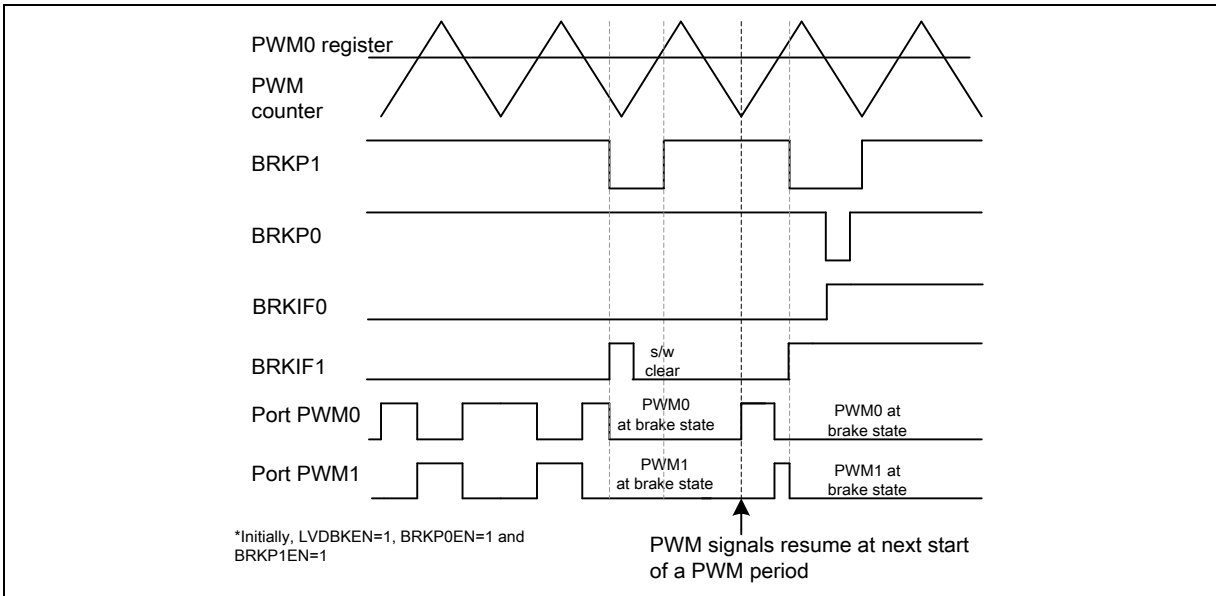 PWM0 register
PWM
counter
BRKP1
BRKP0
BRKIF0
BRKIF1
s/w
clear
Port PWM0
PWM0
at brake state
PWM0 at
brake state
Port PWM1
PWM1
at brake state
PWM1 at
brake state
*Initially, LVDBKEN=1, BRKP0EN=1 and
BRKP1EN=1
PWM signals resume at next start
of a PWM period